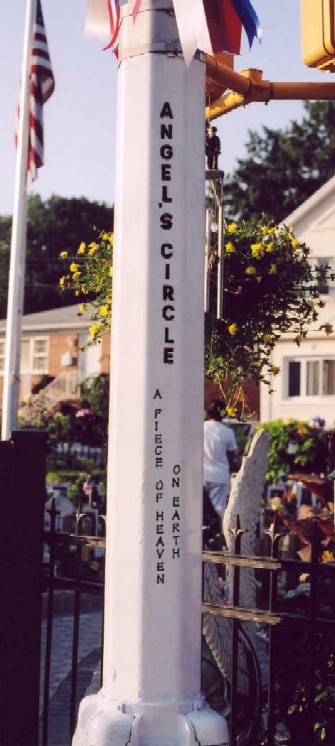 ANGEL'S CIRCLE
A PIECE OF HEAVEN
ON EARTH